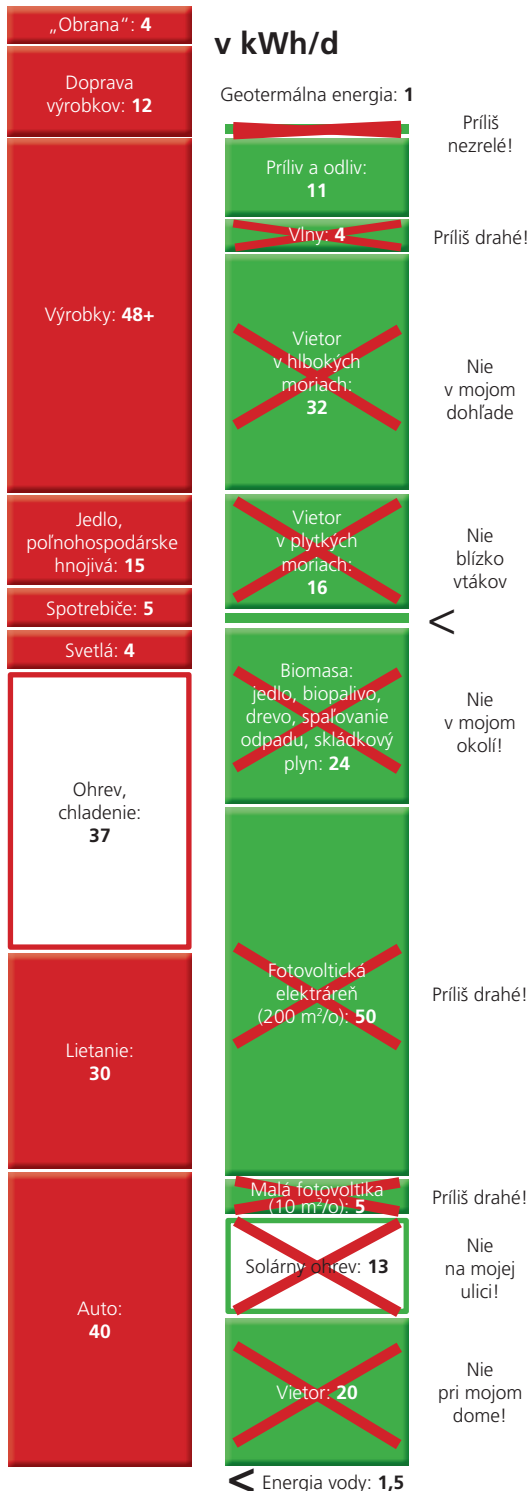 „Obrana“: 4
Doprava
výrobkov: 12
Výrobky: 48+
Jedlo,
poľnohospodárske
hnojivá: 15
Spotrebiče: 5
Svetlá: 4
Ohrev,
chladenie:
37
Lietanie:
30
Auto:
40
v kWh/d
Geotermálna energia: 1
Príliš
nezrelé!
Príliv a odliv:
11
Vlny: 4
Príliš drahé!
Vietor
v hlbokých
moriach:
32
Nie
v mojom
dohľade
Vietor
v plytkých
moriach:
16
Nie
blízko
vtákov
<
Biomasa:
jedlo, biopalivo,
drevo, spaľovanie
odpadu, skládkový
plyn: 24
Nie
v mojom
okolí!
Fotovoltická
elektráreň
(200 m²/o): 50
Príliš drahé!
Malá fotovoltika
(10 m²/o): 5
Príliš drahé!
Solárny ohrev: 13
Nie
na mojej
ulici!
Vietor: 20
Nie
pri mojom
dome!
< Energia vody: 1,5